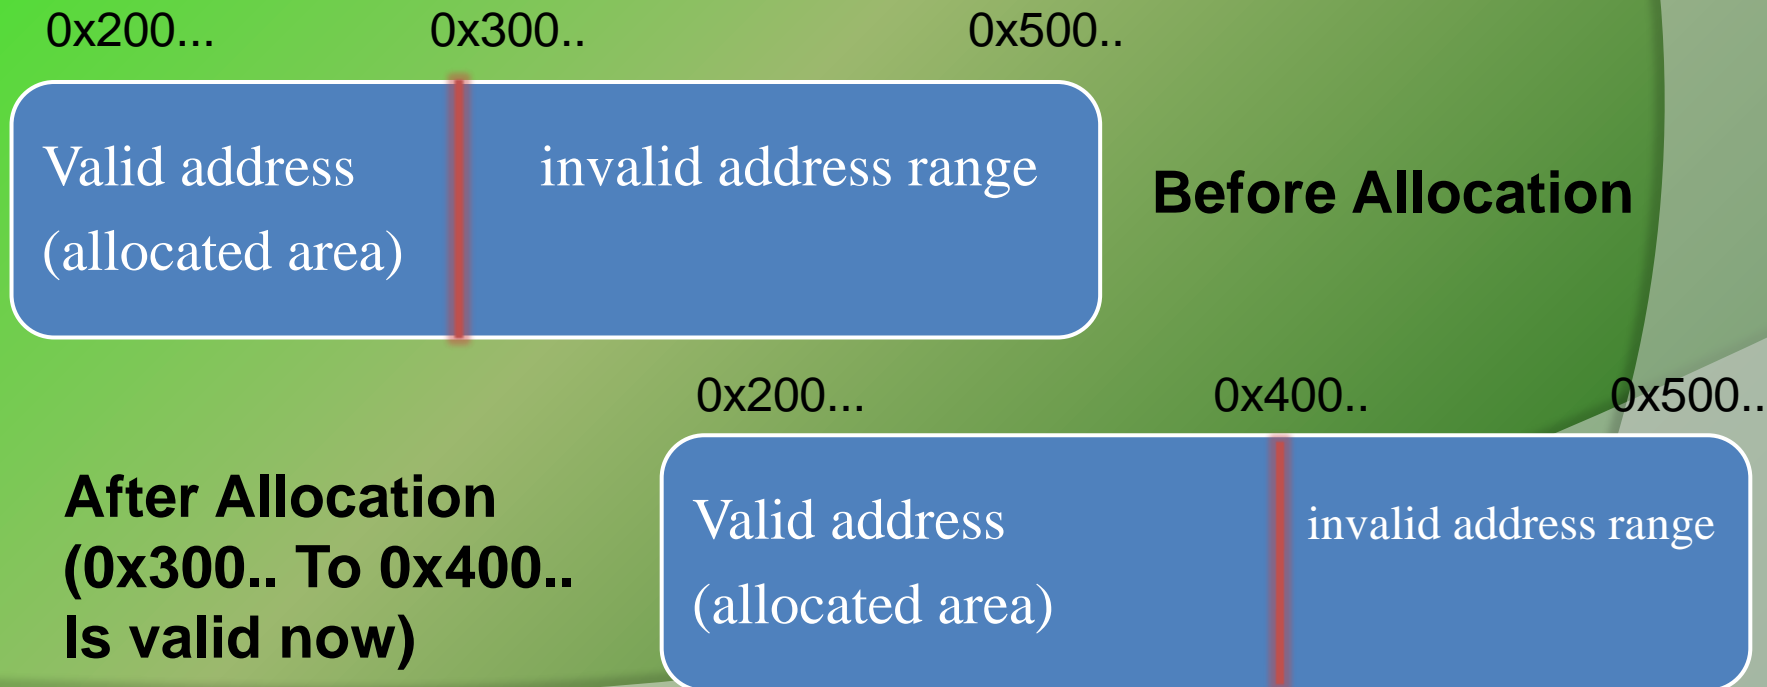 0x200... 0x300.. 0x500..
Valid address invalid address range
(allocated area)
Before Allocation
0x200... 0x400.. 0x500..
After Allocation
(0x300.. To 0x400..
Is valid now)
Valid address invalid address range
(allocated area)